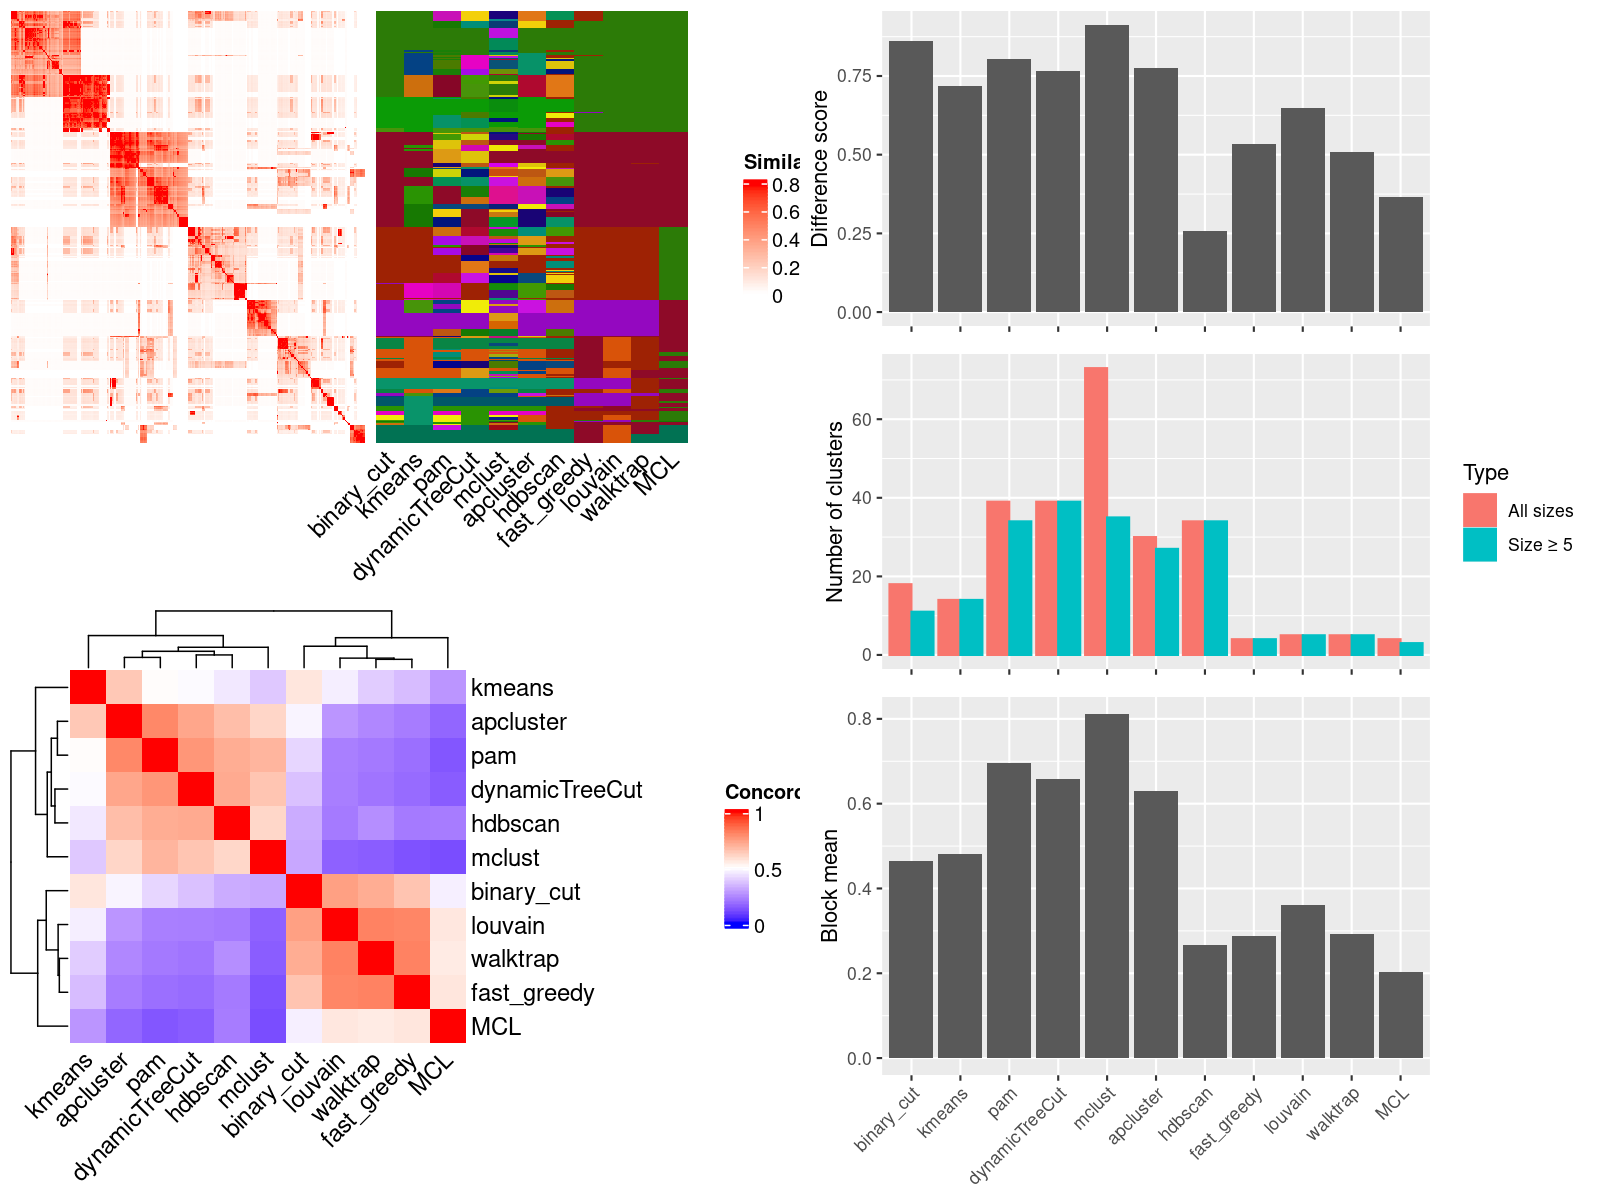 Simila
0.8
0.6
0.4
0.2
0
binary_cut
kmeans
pam
dynamicTreeCut
mclust
apcluster
hdbscan
fast_greedy
louvain
walktrap
MCL
kmeans
apcluster
pam
dynamicTreeCut
hdbscan
mclust
binary_cut
louvain
walktrap
fast_greedy
MCL
kmeans
apcluster
pam
dynamicTreeCut
hdbscan
mclust
binary_cut
louvain
walktrap
fast_greedy
MCL
Concord
1
0.5
0
Difference score
0.75
0.50
0.25
0.00
Number of clusters
60
40
20
0
Type
All sizes
Size ≥ 5
Block mean
0.8
0.6
0.4
0.2
0.0
binary_cut
kmeans
pam
dynamicTreeCut
mclust
apcluster
hdbscan
fast_greedy
louvain
walktrap
MCL